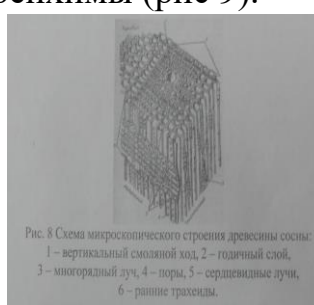 (рис 9).
Рис. 8 Схема микроскопического строения древесины сосны:
1 – вертикальный смоляной ход, 2 – годичный слой,
3 – многорядный луч, 4 – поры, 5 – сердцевидные лучи,
6 – ранние трахеиды.